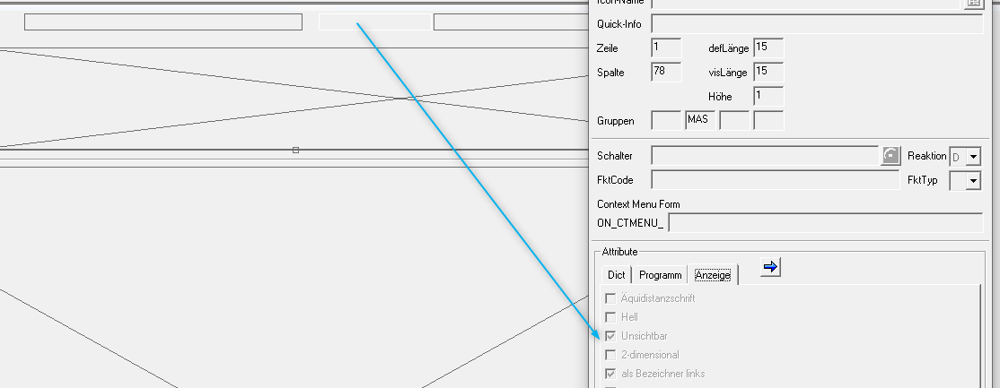 Icon-Name
Quick-Info
Zeile 1 defLänge 15
Spalte 78 visLänge 15
Höhe 1
Gruppen MAS
Schalter Reaktion D
FktCode FktTyp
Context Menu Form
ON_CTMENU_
Attribute
Dict Programm Anzeige
Äquidistanzschrift
Hell
Unsichtbar
2-dimensional
als Bezeichner links